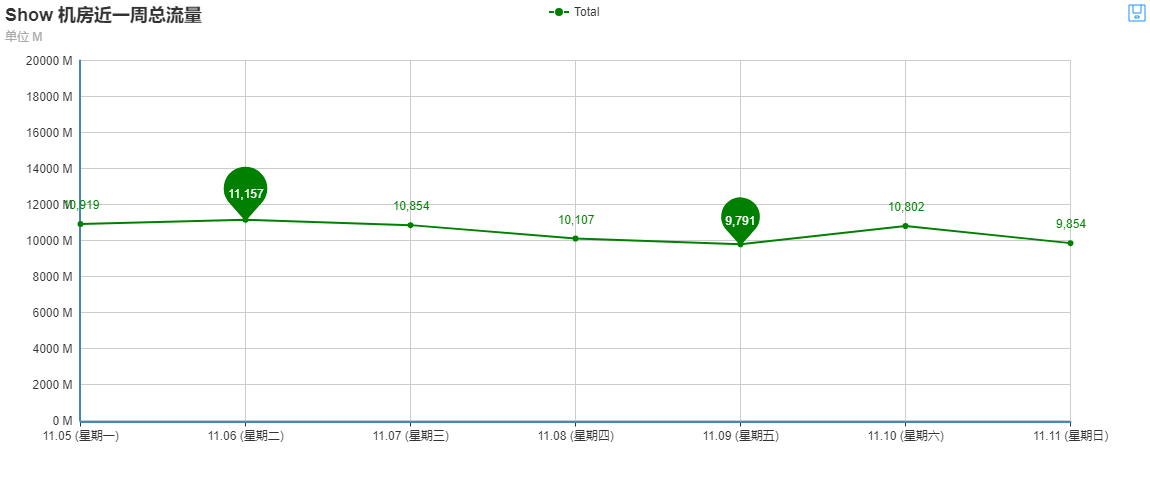 Show 机房近一周总流量
Total
单位 M
20000 M
18000 M
16000 M
14000 M
12000 M
10000 M
8000 M
6000 M
4000 M
2000 M
0 M
10,919
11,157
10,854
10,107
9,791
10,802
9,854
11.05 (星期一)
11.06 (星期二)
11.07 (星期三)
11.08 (星期四)
11.09 (星期五)
11.10 (星期六)
11.11 (星期日)